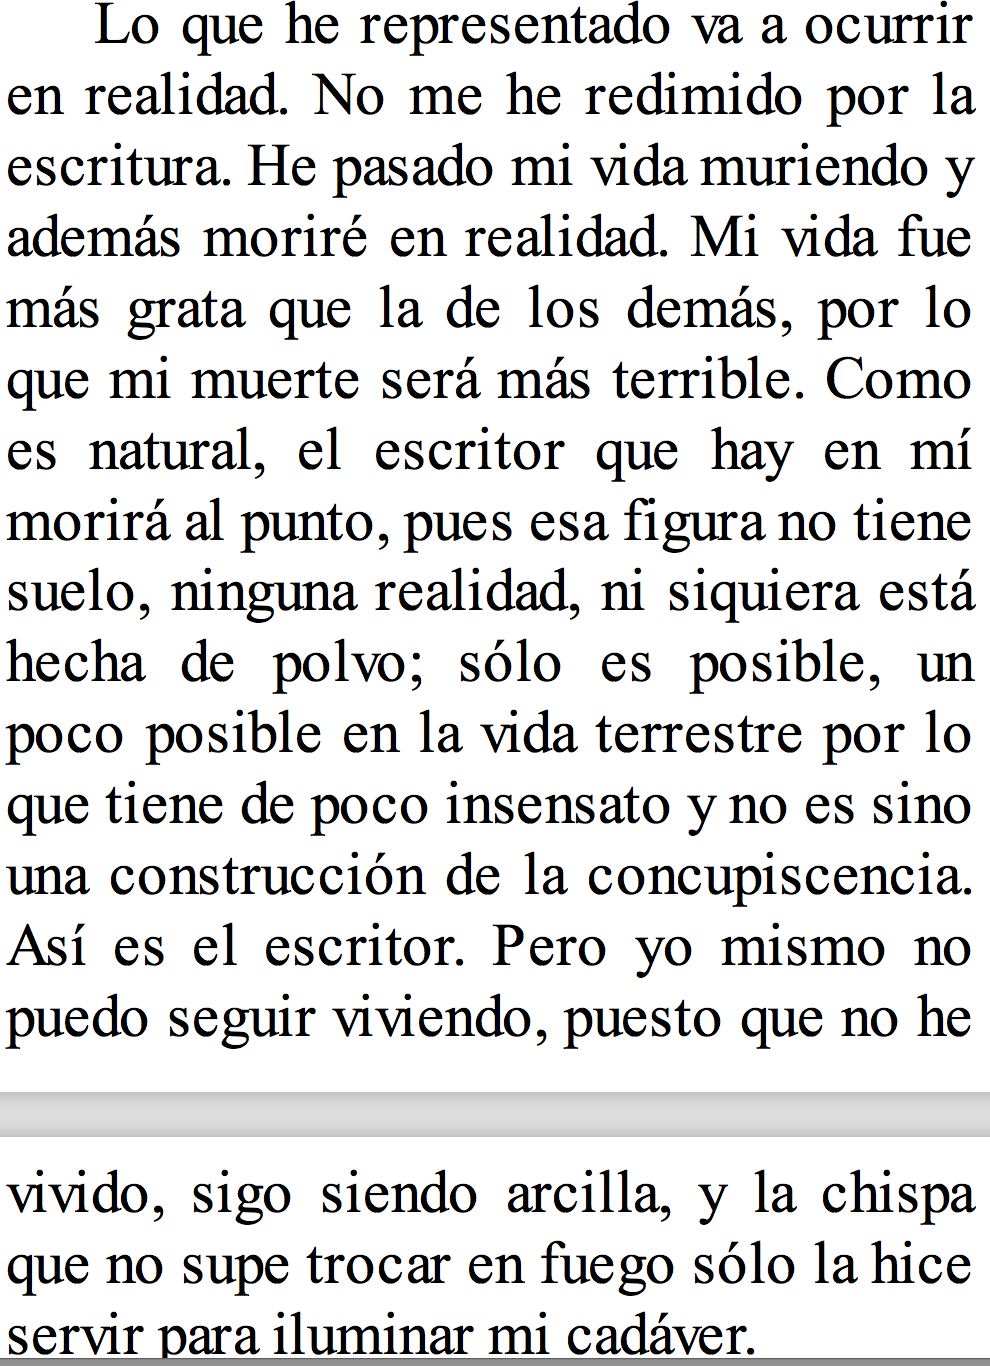 Lo que he representado va a ocurrir
en realidad. No me he redimido por la
escritura. He pasado mi vida muriendo y
además moriré en realidad. Mi vida fue
más grata que la de los demás, por lo
que mi muerte será más terrible. Como
es natural, el escritor que hay en mí
morirá al punto, pues esa figura no tiene
suelo, ninguna realidad, ni siquiera está
hecha de polvo; sólo es posible, un
poco posible en la vida terrestre por lo
que tiene de poco insensato y no es sino
una construcción de la concupiscencia.
Así es el escritor. Pero yo mismo no
puedo seguir viviendo, puesto que no he
vivido, sigo siendo arcilla, y la chispa
que no supe trocar en fuego sólo la hice
servir para iluminar mi cadáver.